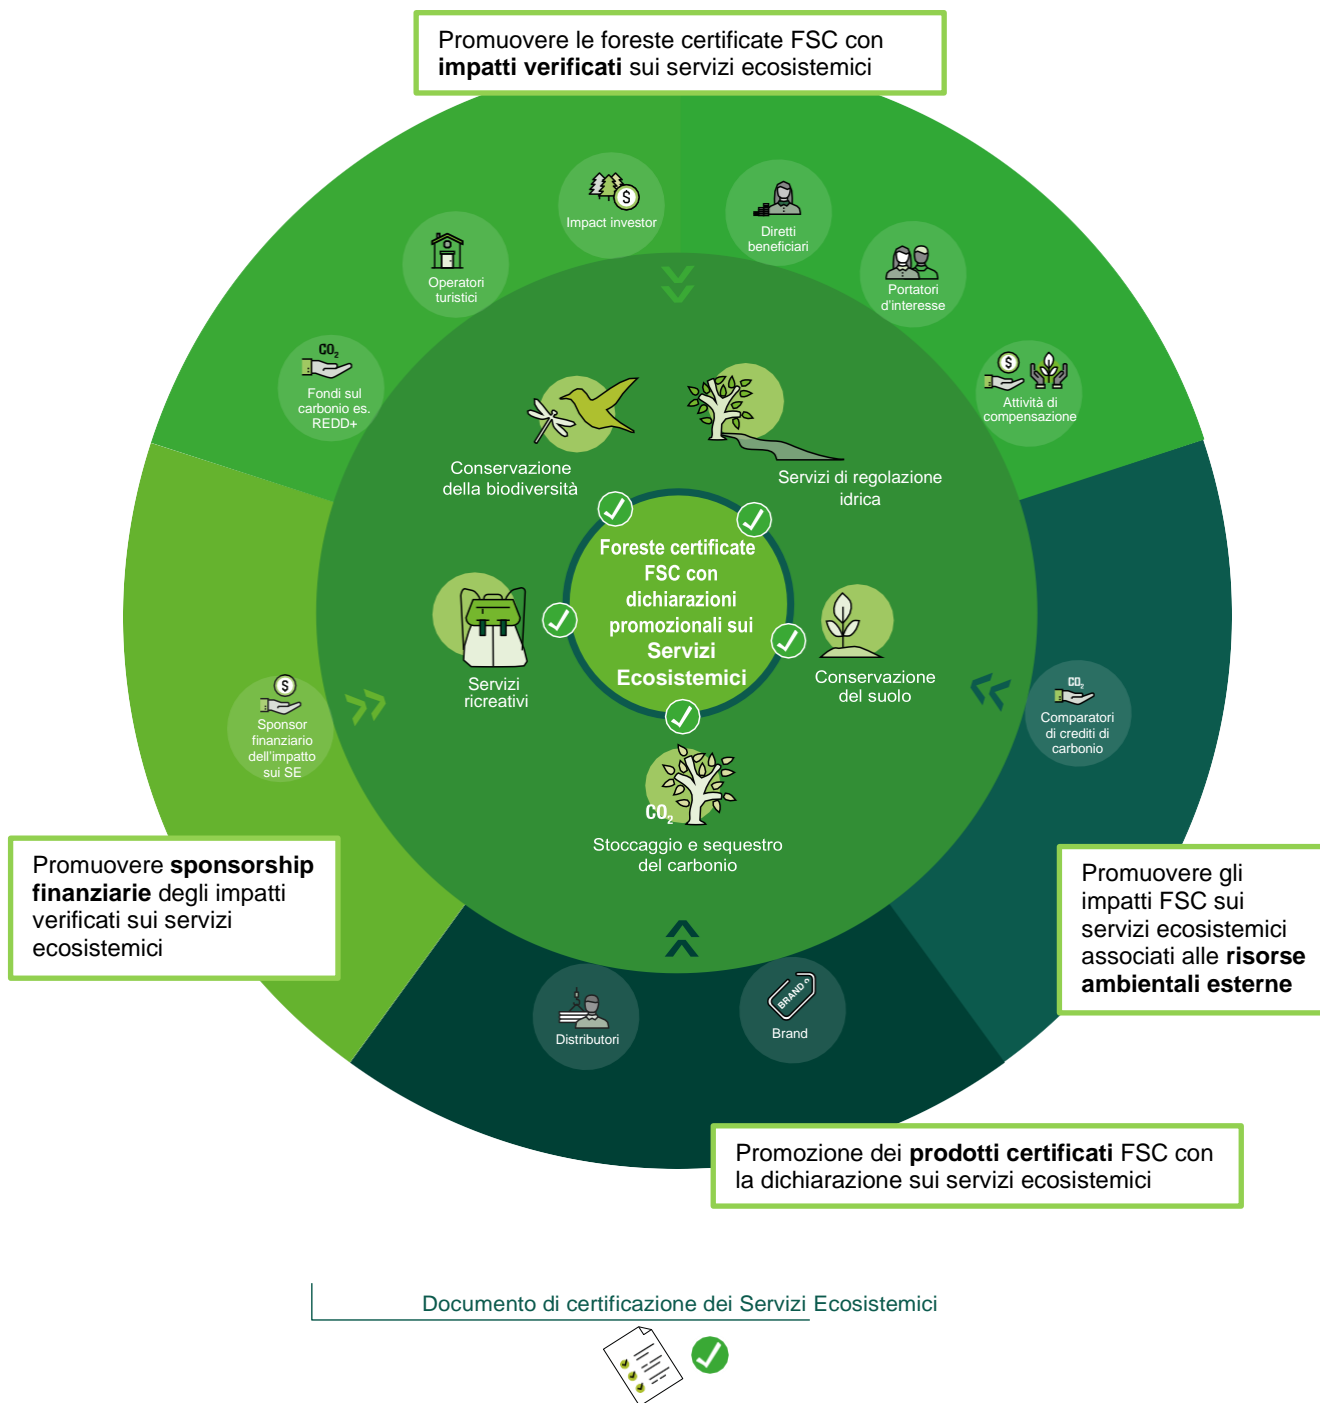 Promuovere le foreste certificate FSC con
impatti verificati sui servizi ecosistemici
$
Impact investor
Diretti
beneficiari
Operatori
turistici
Portatori
d'interesse
CO2
Fondi sul
carbonio es.
REDD+
$
Attività di
compensazione
Conservazione
della biodiversità
Servizi di regolazione
idrica
Foreste certificate
FSC con
dichiarazioni
promozionali sui
Servizi
Ecosistemici
Servizi
ricreativi
Conservazione
del suolo
$
Sponsor
finanziario
dell'impatto
sui SE
CO2
Comparatori
di crediti di
carbonio
CO2
Stoccaggio e sequestro
del carbonio
Promuovere sponsorship
finanziarie degli impatti
verificati sui servizi
ecosistemici
Promuovere gli
impatti FSC sui
servizi ecosistemici
associati alle risorse
ambientali esterne
Distributori
BRAND
Brand
Promozione dei prodotti certificati FSC con
la dichiarazione sui servizi ecosistemici
Documento di certificazione dei Servizi Ecosistemici